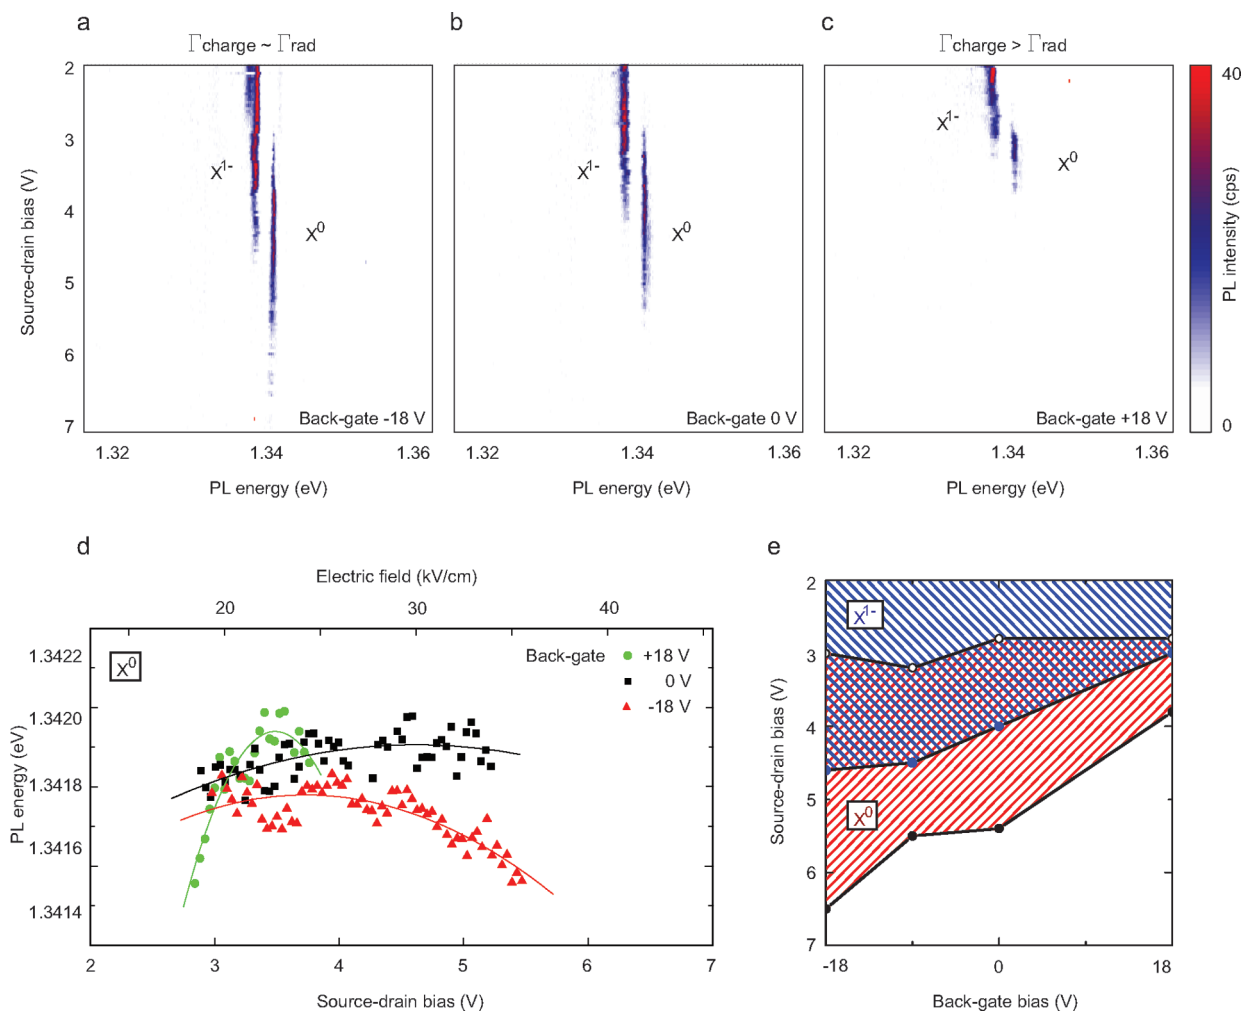 a
b
c
Γcharge ~ Γrad
Γcharge > Γrad
Source-drain bias (V)
2
3
4
5
6
7
X1-
X0
Back-gate -18 V
1.32
1.34
1.36
PL energy (eV)
X1-
X0
Back-gate 0 V
1.32
1.34
1.36
PL energy (eV)
X1-
X0
Back-gate +18 V
1.32
1.34
1.36
PL energy (eV)
40
0
PL intensity (cps)
d
Electric field (kV/cm)
20
30
40
X0
Back-gate
+18 V
0 V
-18 V
PL energy (eV)
1.3422
1.3420
1.3418
1.3416
1.3414
2
3
4
5
6
7
Source-drain bias (V)
e
X1-
X0
Source-drain bias (V)
2
3
4
5
6
7
-18
0
18
Back-gate bias (V)